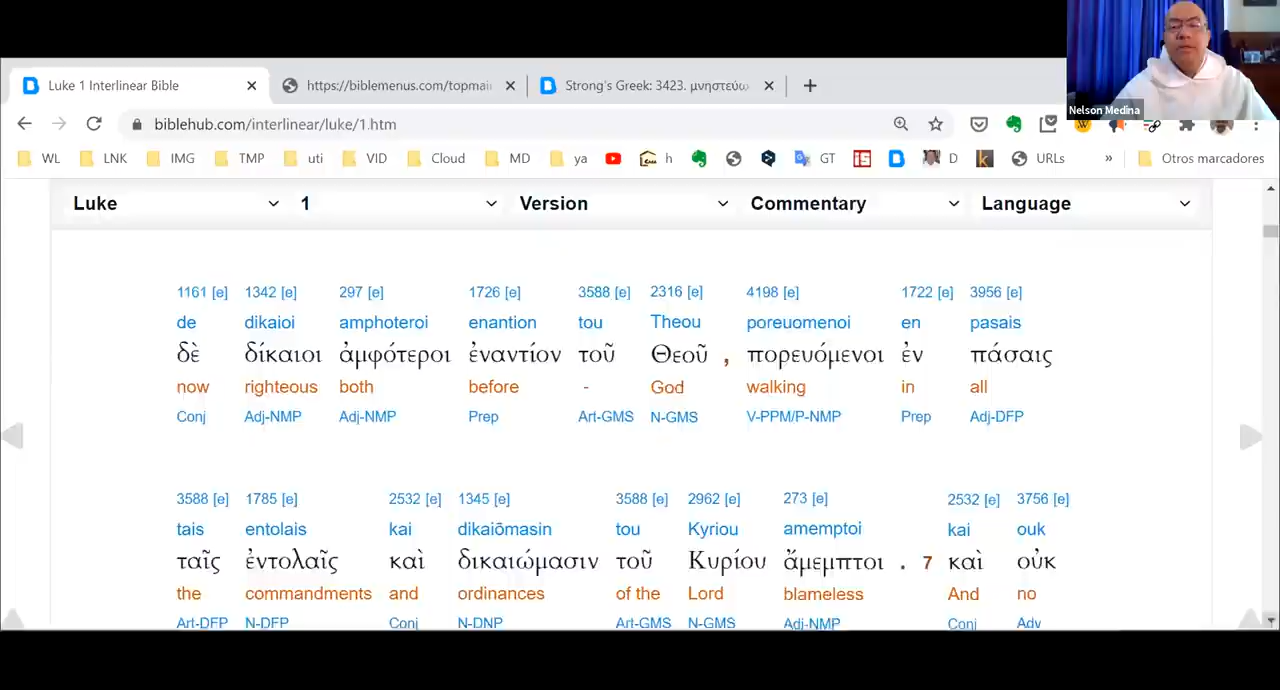 Luke 1 Interlinear Bible https://biblemenus.com/topmai Strong's Greek: 3423. μνηστεύω
Nelson Medina
biblehub.com/interlinear/luke/1.htm
WL LNK IMG TMP uti VID Cloud MD ya h GT D k URLs » Otros marcadores
Luke 1 Version Commentary Language
1161 [e] 1342 [e] 297 [e] 1726 [e] 3588 [e] 2316 [e] 4198 [e] 1722 [e] 3956 [e]
de dikaioi amphoteroi enantion tou Theou poreuomenoi en pasais
δὲ δίκαιοι ἀμφότεροι ἐναντίον τοῦ Θεοῦ , πορευόμενοι ἐν πάσαις
now righteous both before - God walking in all
Conj Adj-NMP Adj-NMP Prep Art-GMS N-GMS V-PPM/P-NMP Prep Adj-DFP
3588 [e] 1785 [e] 2532 [e] 1345 [e] 3588 [e] 2962 [e] 273 [e] 2532 [e] 3756 [e]
tais entolais kai dikaiōmasin tou Kyriou amemptoi kai ouk
ταῖς ἐντολαῖς καὶ δικαιώμασιν τοῦ Κυρίου ἄμεμπτοι . 7 καὶ οὐκ
the commandments and ordinances of the Lord blameless And no
Art-DFP N-DFP Conj N-DNP Art-GMS N-GMS Adj-NMP Conj Adv